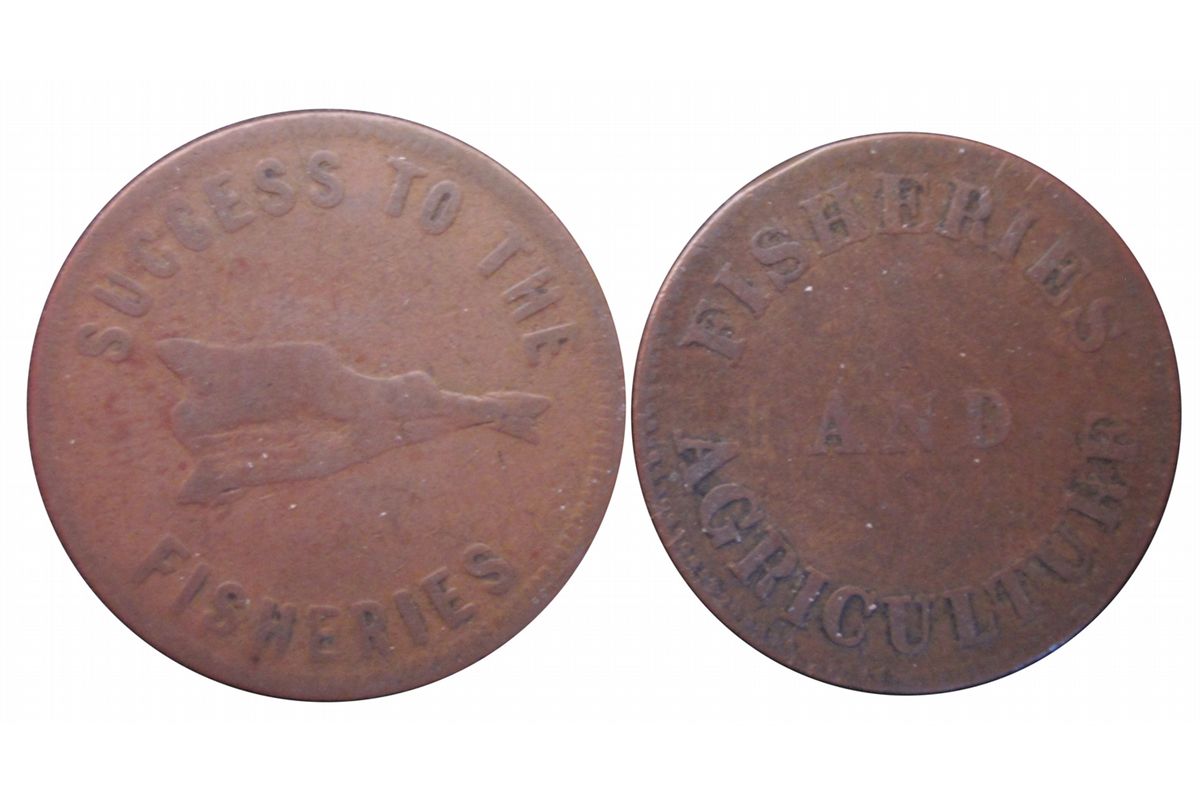 SUCCESS TO THE
FISHERIES
FISHERIES
AND
AGRICULTURE